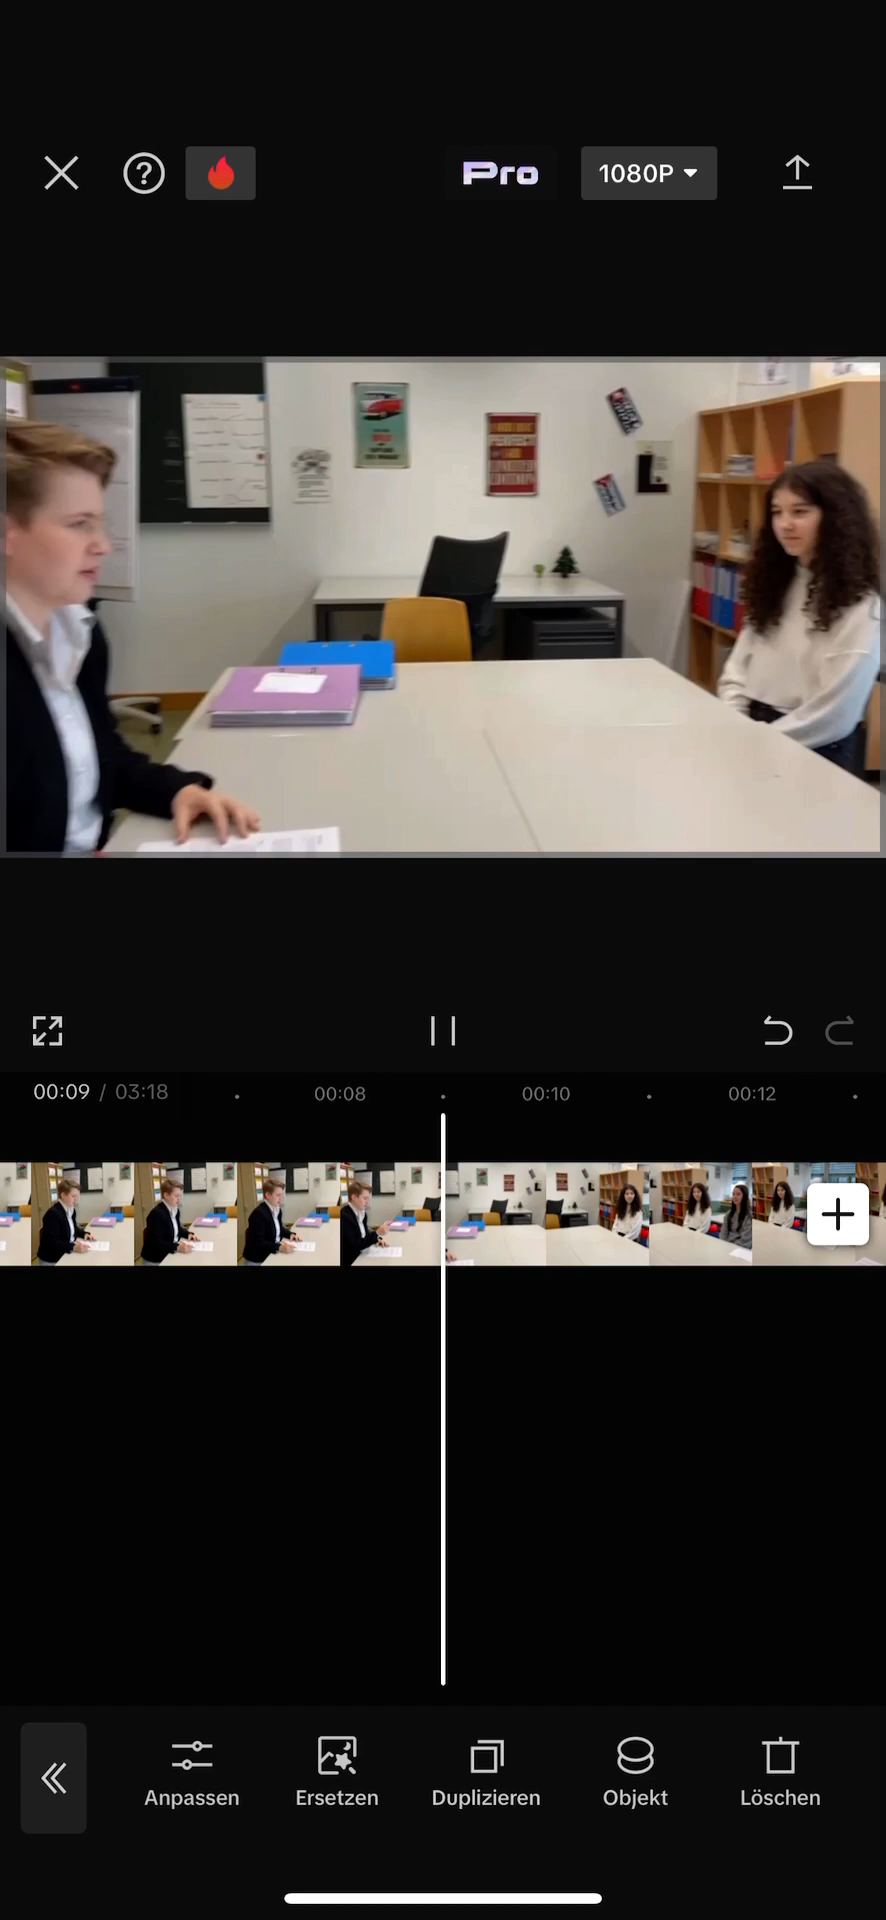 Pro
1080P
00:09 / 03:18
00:08
00:10
00:12
Anpassen
Ersetzen
Duplizieren
Objekt
Löschen